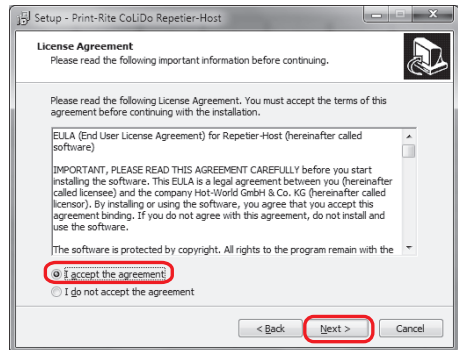 Setup - Print-Rite CoLiDo Repetier-Host
License Agreement
Please read the following important information before continuing.
Please read the following License Agreement. You must accept the terms of this
agreement before continuing with the installation.
EULA (End User License Agreement) for Repetier-Host (hereinafter called
software)
IMPORTANT, PLEASE READ THIS AGREEMENT CAREFULLY before you start
installing the software. This EULA is a legal agreement between you (hereinafter
called licensee) and the company Hot-World GmbH & Co. KG (hereinafter called
licensor). By installing or using the software, you agree that you accept this
agreement binding. If you do not agree with this agreement, do not install and
use the software.
The software is protected by copyright. All rights to the program remain with the
I accept the agreement
I do not accept the agreement
< Back Next > Cancel